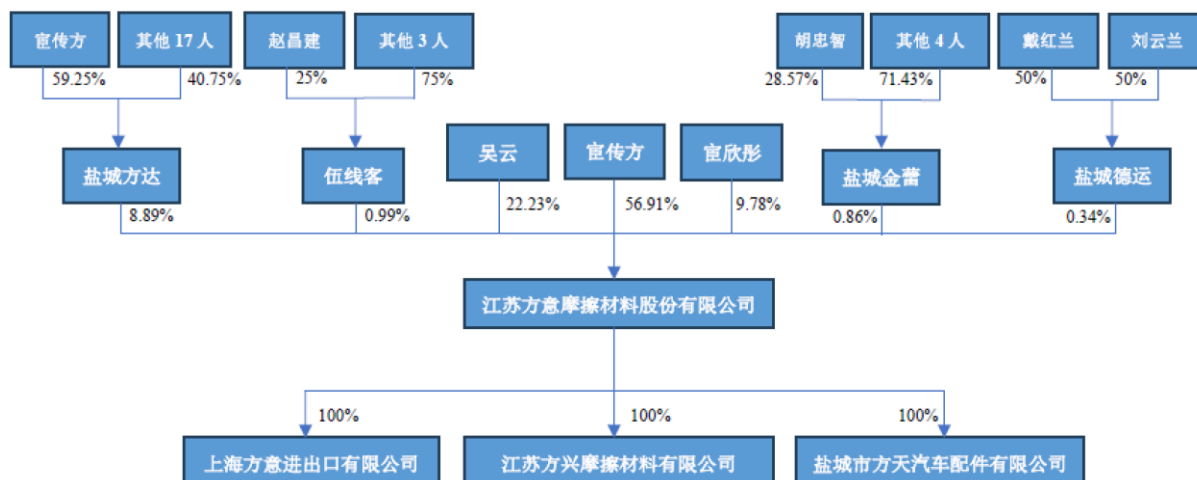 宦传方
其他 17 人
赵昌建
其他 3 人
胡忠智
其他 4 人
戴红兰
刘云兰
59.25%
40.75%
25%
75%
28.57%
71.43%
50%
50%
吴云
宦传方
宦欣彤
盐城方达
伍线客
盐城金蕾
盐城德运
8.89%
0.99%
22.23%
56.91%
9.78%
0.86%
0.34%
江苏方意摩擦材料股份有限公司
100%
100%
100%
上海方意进出口有限公司
江苏方兴摩擦材料有限公司
盐城市方天汽车配件有限公司